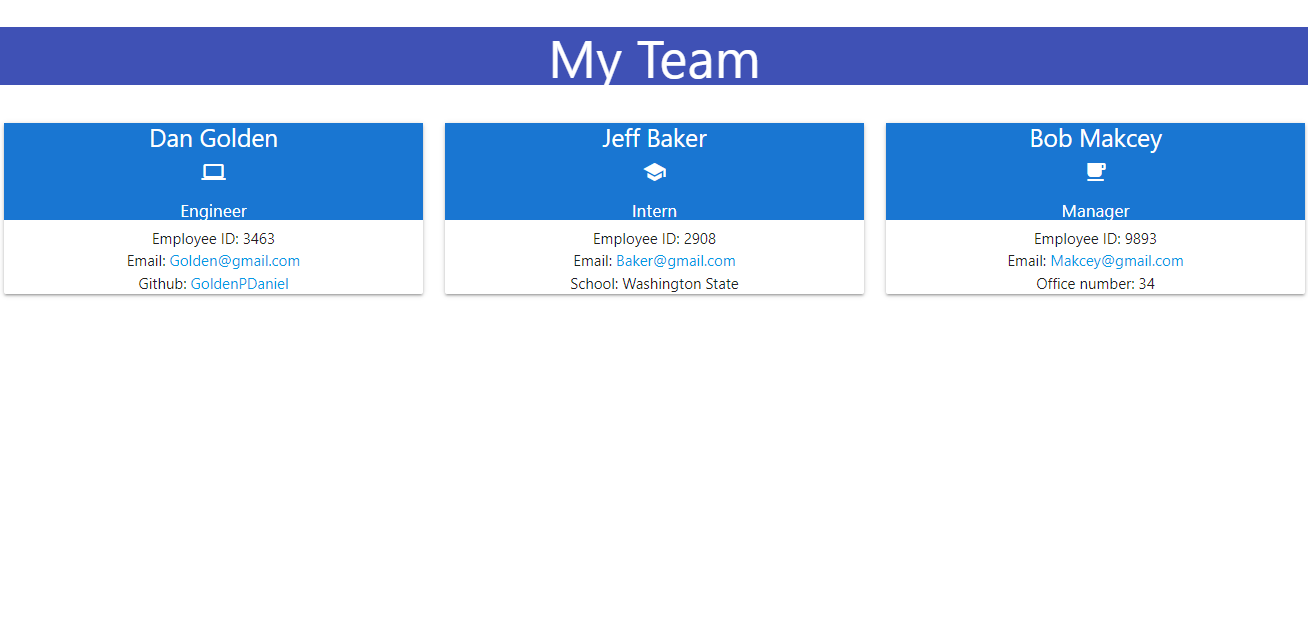 My Team
Dan Golden
Engineer
Employee ID: 3463
Email: Golden@gmail.com
Github: GoldenPDaniel
Jeff Baker
Intern
Employee ID: 2908
Email: Baker@gmail.com
School: Washington State
Bob Makcey
Manager
Employee ID: 9893
Email: Makcey@gmail.com
Office number: 34